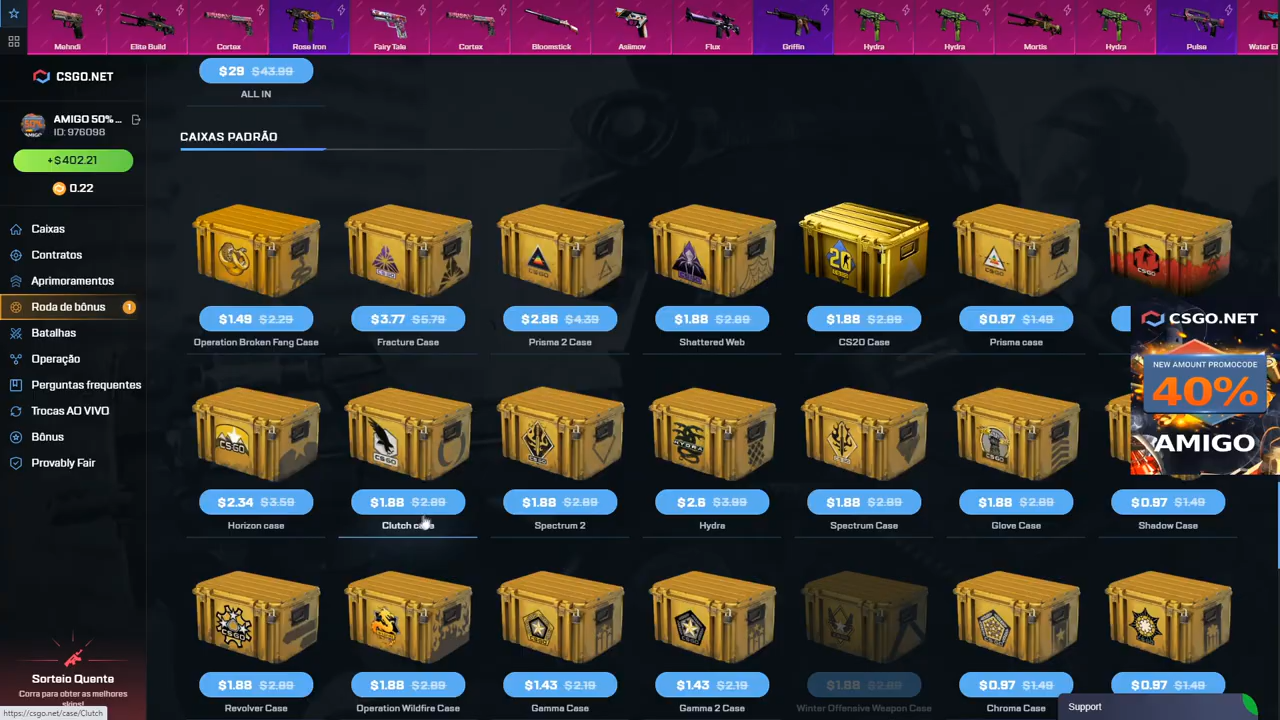 Mehndi
Elite Build
Cortex
Rose Iron
Fairy Tale
Cortex
Bloomstick
Asiimov
Flux
Griffin
Hydra
Hydra
Mortis
Hydra
Pulse
Water El
CSGO.NET
AMIGO 50%...
ID: 976098
+$402.21
0.22
Caixas
Contratos
Aprimoramentos
Roda de bônus 1
Batalhas
Operação
Perguntas frequentes
Trocas AO VIVO
Bônus
Provably Fair
Sorteio Quente
Corra para obter as melhores
skins!
https://csgo.net/case/Clutch
$29 $43.99
ALL IN
CAIXAS PADRÃO
$1.49 $2.29
$3.77 $5.79
$2.86 $4.39
$1.88 $2.89
$1.88 $2.89
$0.97 $1.49
Operation Broken Fang Case
Fracture Case
Prisma 2 Case
Shattered Web
CS20 Case
Prisma case
CSGO.NET
NEW AMOUNT PROMOCODE
40%
AMIGO
$2.34 $3.59
$1.88 $2.89
$1.88 $2.89
$2.6 $3.99
$1.88 $2.89
$1.88 $2.89
$0.97 $1.49
Horizon case
Clutch case
Spectrum 2
Hydra
Spectrum Case
Glove Case
Shadow Case
$1.88 $2.89
$1.88 $2.89
$1.43 $2.19
$1.43 $2.19
$1.88 $2.89
$0.97 $1.49
$0.97 $1.49
Revolver Case
Operation Wildfire Case
Gamma Case
Gamma 2 Case
Winter Offensive Weapon Case
Chroma Case
Support